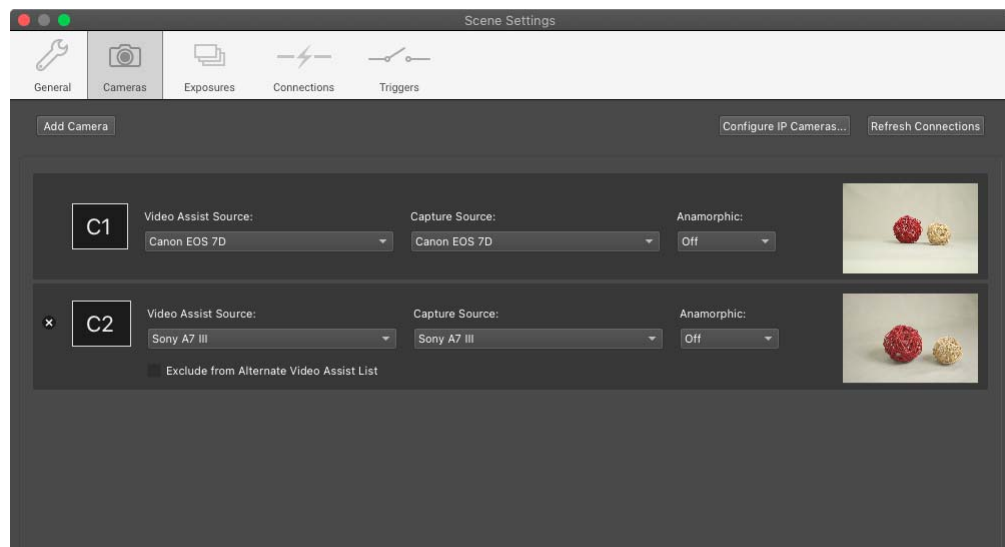 Scene Settings
General Cameras Exposures Connections Triggers
Add Camera Configure IP Cameras... Refresh Connections
C1 Video Assist Source: Capture Source: Anamorphic:
Canon EOS 7D Canon EOS 7D Off
C2 Video Assist Source: Capture Source: Anamorphic:
Sony A7 III Sony A7 III Off
Exclude from Alternate Video Assist List